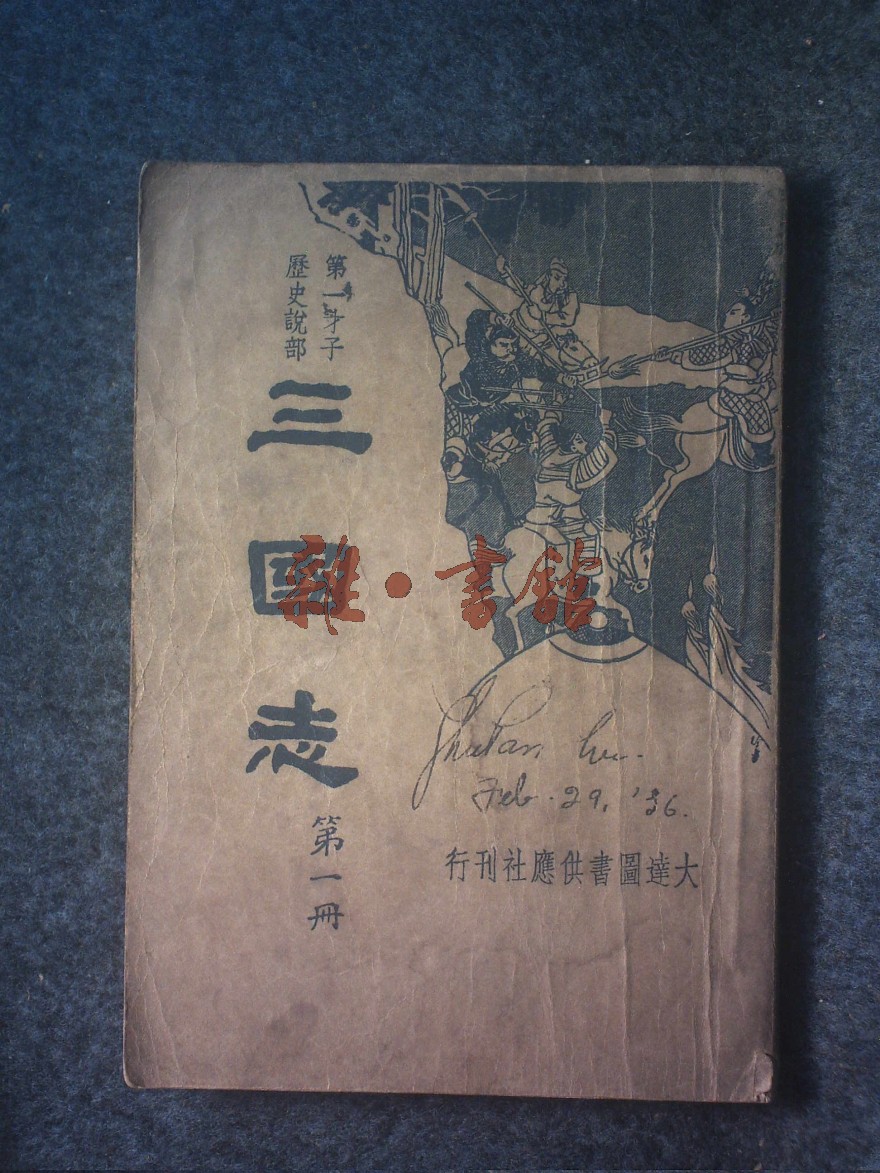 第一才子
歷史說部
三國志
第一冊
雜·書館
Feb. 29, '36.
大達圖書供應社刊行